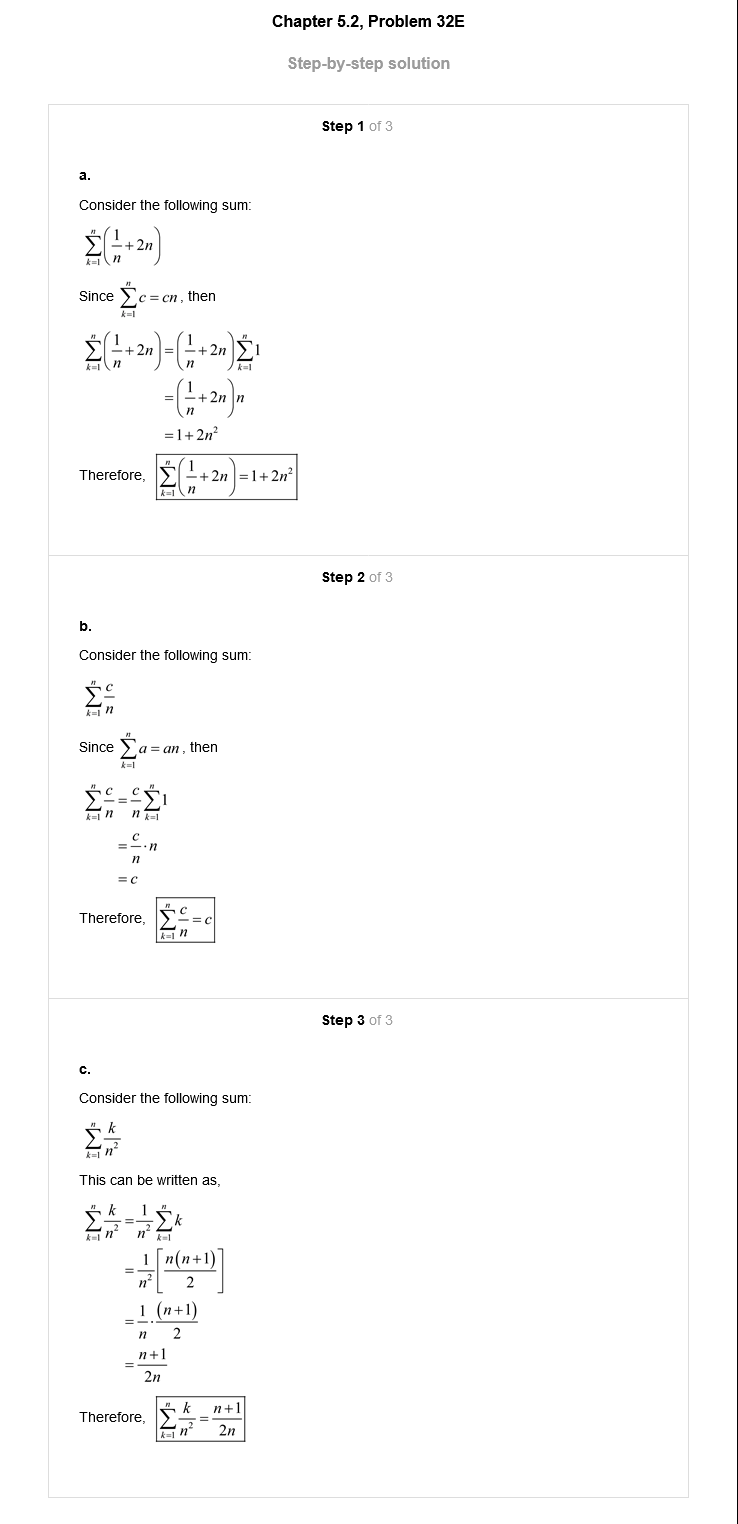 Chapter 5.2, Problem 32E
Step-by-step solution
Step 1 of 3
a.
Consider the following sum:
$\sum_{k=1}^{n}\left(\frac{1}{n}+2n\right)$
Since $\sum_{k=1}^{n}c=cn$, then
$\sum_{k=1}^{n}\left(\frac{1}{n}+2n\right)=\left(\frac{1}{n}+2n\right)\sum_{k=1}^{n}1$
$=\left(\frac{1}{n}+2n\right)n$
$=1+2n^2$
Therefore, $\sum_{k=1}^{n}\left(\frac{1}{n}+2n\right)=1+2n^2$
Step 2 of 3
b.
Consider the following sum:
$\sum_{k=1}^{n}\frac{c}{n}$
Since $\sum_{k=1}^{n}a=an$, then
$\sum_{k=1}^{n}\frac{c}{n}=\frac{c}{n}\sum_{k=1}^{n}1$
$=\frac{c}{n}\cdot n$
$=c$
Therefore, $\sum_{k=1}^{n}\frac{c}{n}=c$
Step 3 of 3
c.
Consider the following sum:
$\sum_{k=1}^{n}\frac{k}{n^2}$
This can be written as,
$\sum_{k=1}^{n}\frac{k}{n^2}=\frac{1}{n^2}\sum_{k=1}^{n}k$
$=\frac{1}{n^2}\left[\frac{n(n+1)}{2}\right]$
$=\frac{1}{n}\cdot\frac{(n+1)}{2}$
$=\frac{n+1}{2n}$
Therefore, $\sum_{k=1}^{n}\frac{k}{n^2}=\frac{n+1}{2n}$